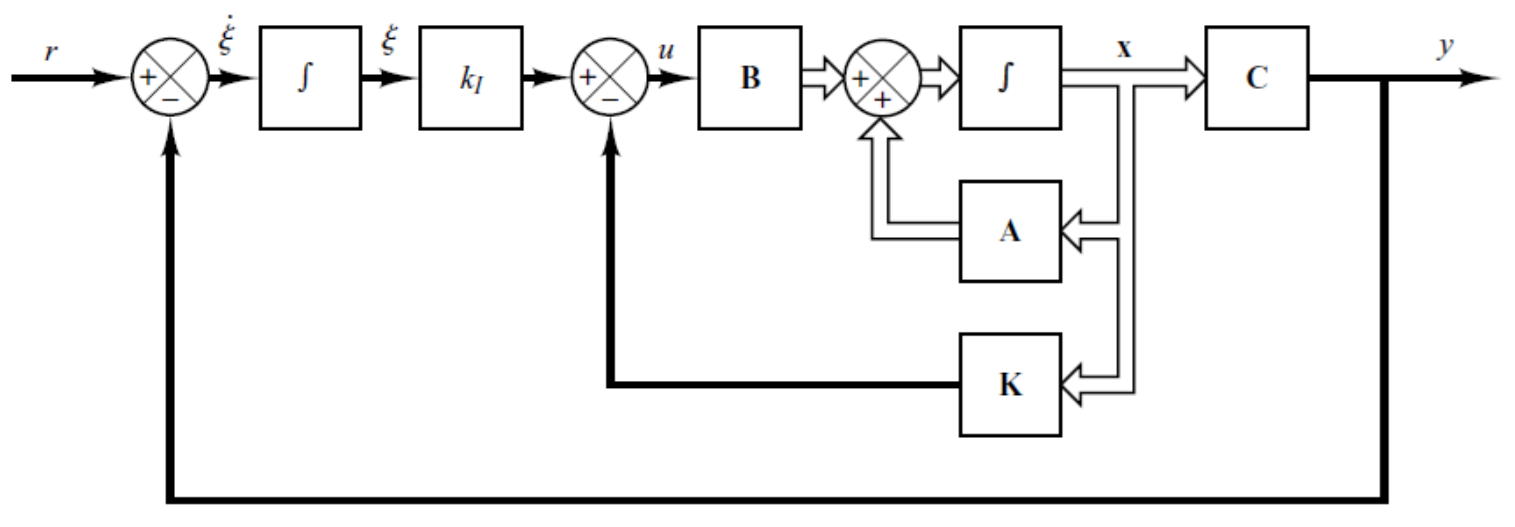 r
+
−
ξ̇
∫
ξ
k_I
+
−
u
B
+
+
∫
x
C
y
A
K